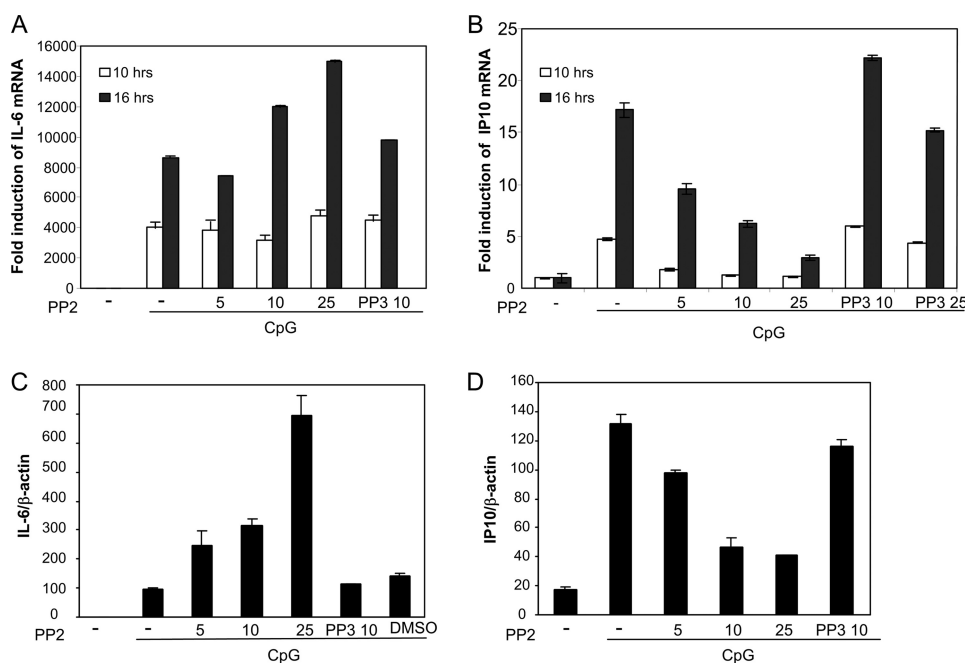 A
Fold induction of IL-6 mRNA
16000
14000
12000
10000
8000
6000
4000
2000
0
10 hrs
16 hrs
PP2 - - 5 10 25 PP3 10
CpG
B
Fold induction of IP10 mRNA
25
20
15
10
5
0
10 hrs
16 hrs
PP2 - - 5 10 25 PP3 10 PP3 25
CpG
C
IL-6/β-actin
800
700
600
500
400
300
200
100
0
PP2 - - 5 10 25 PP3 10 DMSO
CpG
D
IP10/β-actin
160
140
120
100
80
60
40
20
0
PP2 - - 5 10 25 PP3 10
CpG